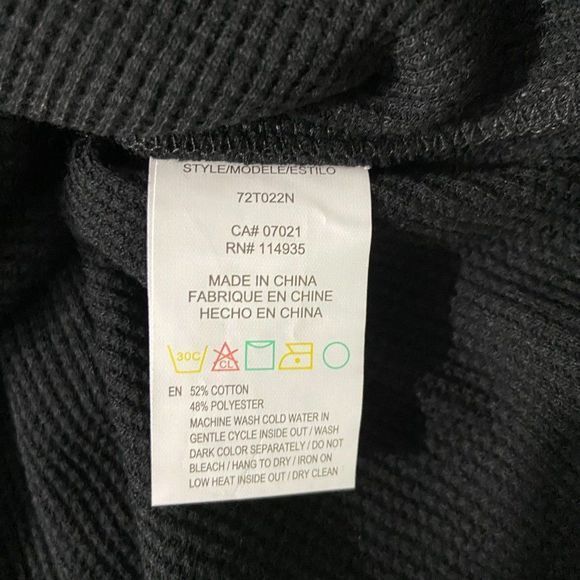 STYLE/MODELE/ESTILO
72T022N
CA# 07021
RN# 114935
MADE IN CHINA
FABRIQUE EN CHINE
HECHO EN CHINA
30C CL
EN 52% COTTON
48% POLYESTER
MACHINE WASH COLD WATER IN
GENTLE CYCLE INSIDE OUT / WASH
DARK COLOR SEPARATELY / DO NOT
BLEACH / HANG TO DRY / IRON ON
LOW HEAT INSIDE OUT / DRY CLEAN